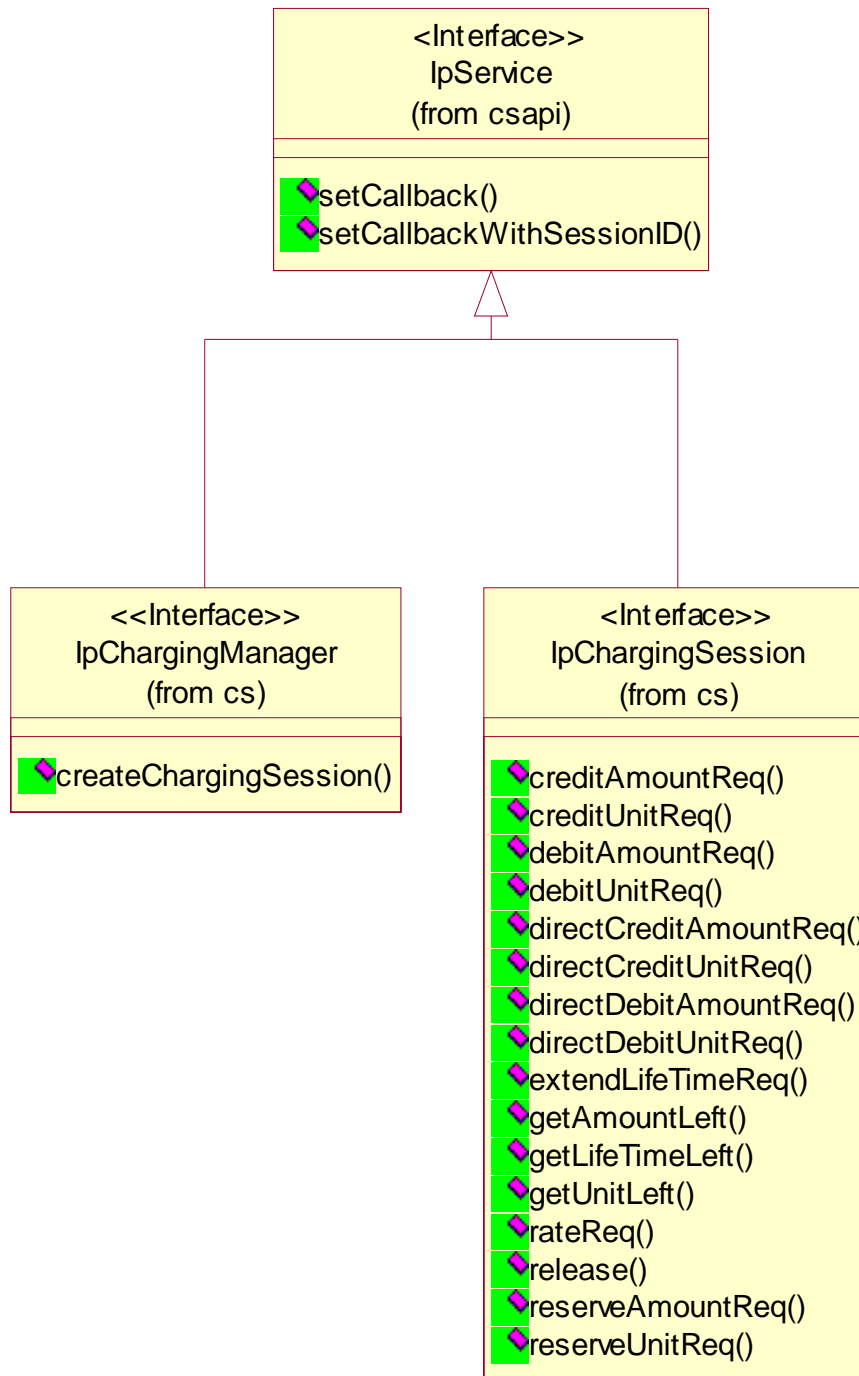 <Interface>>
IpService
(from csapi)
setCallback()
setCallbackWithSessionID()
<<Interface>>
IpChargingManager
(from cs)
createChargingSession()
<Interface>>
IpChargingSession
(from cs)
creditAmountReq()
creditUnitReq()
debitAmountReq()
debitUnitReq()
directCreditAmountReq()
directCreditUnitReq()
directDebitAmountReq()
directDebitUnitReq()
extendLifeTimeReq()
getAmountLeft()
getLifeTimeLeft()
getUnitLeft()
rateReq()
release()
reserveAmountReq()
reserveUnitReq()